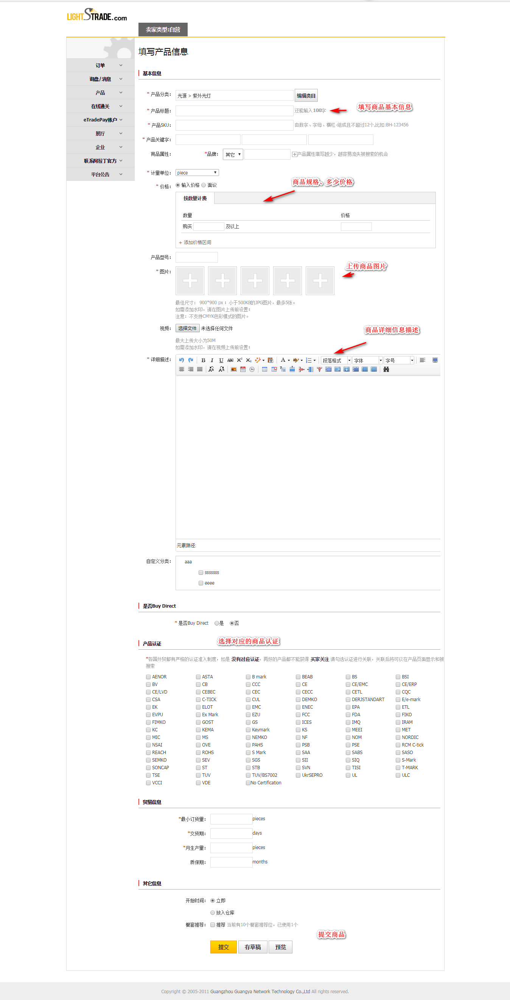 LIGHTSTRADE.com
卖家类型:自营
填写产品信息
订单
询盘/消息
产品
在线通关
eTradePay账户
展厅
企业
联系阿拉丁官方
平台公告
基本信息
* 产品分类: 光源 > 紫外光灯 编辑类目
* 产品标题: 还能输入100字 填写商品基本信息
* 产品SKU: 由数字、字母、横杠-组成且不超过12个,比如:BH-123456
* 产品关键字:
商品属性: *品牌: 其它 产品属性填写越少，越容易流失被搜索的机会
* 计量单位: piece
* 价格: 输入价格 面议 商品规格、多少价格
按数量计费
数量 价格
购买 及以上
+ 添加价格区间
产品型号:
* 图片: 上传商品图片
最佳尺寸： 900*900 px；小于500KB的JPG图片，最多5张。
如需添加水印，请在图片上传前设置；
注意：不支持CMYK色彩模式的图片。
视频: 选择文件 未选择任何文件 商品详细信息描述
最大上传大小为50M
如需添加水印，请在视频上传前设置；
* 详细描述: B I U ABC X² X₂ A ab 段落格式 字体 字号
元素路径:
自定义分类: aaa
sssssss
eeee
是否Buy Direct
* 是否Buy Direct 是 否
产品认证 选择对应的商品认证
*各国外贸都有严格的认证准入制度，如是 没有对应认证，再好的产品都不能获得 买家关注 请勾选认证进行关联，关联后将可以在产品页面显示和被
搜索
AENOR ASTA B mark BEAB BS BSI
BV CB CCC CE CE/EMC CE/ERP
CE/LVD CEBEC CEC CECC CETL CQC
CSA C-TICK CUL DEMKO DERJSTANDART E/e-mark
EK ELOT EMC ENEC EPA ETL
EVPU Ex Mark EZU FCC FDA FIKO
FIMKO GOST GS ICES IMQ IRAM
KC KEMA Keymark KS MEEI MET
MIC MS NEMKO NF NOM NORDIC
NSAI OVE PAHS PSB PSE RCM C-tick
REACH ROHS S Mark SAA SABS SASO
SEMKO SEV SGS SII SIQ S-Mark
SONCAP ST STB SVN TISI T-MARK
TSE TUV TUV/BS7002 UkrSEPRO UL ULC
VCCI VDE No Certification
贸易信息
*最小订货量: pieces
*交货期: days
*月生产量: pieces
质保期: months
其它信息
开始时间: 立即
放入仓库
橱窗推荐: 推荐 当前有10个橱窗推荐位，已使用1个
提交商品
提交 存草稿 预览
Copyright © 2005-2011 Guangzhou Guangya Network Technology Co.,Ltd All rights reserved.